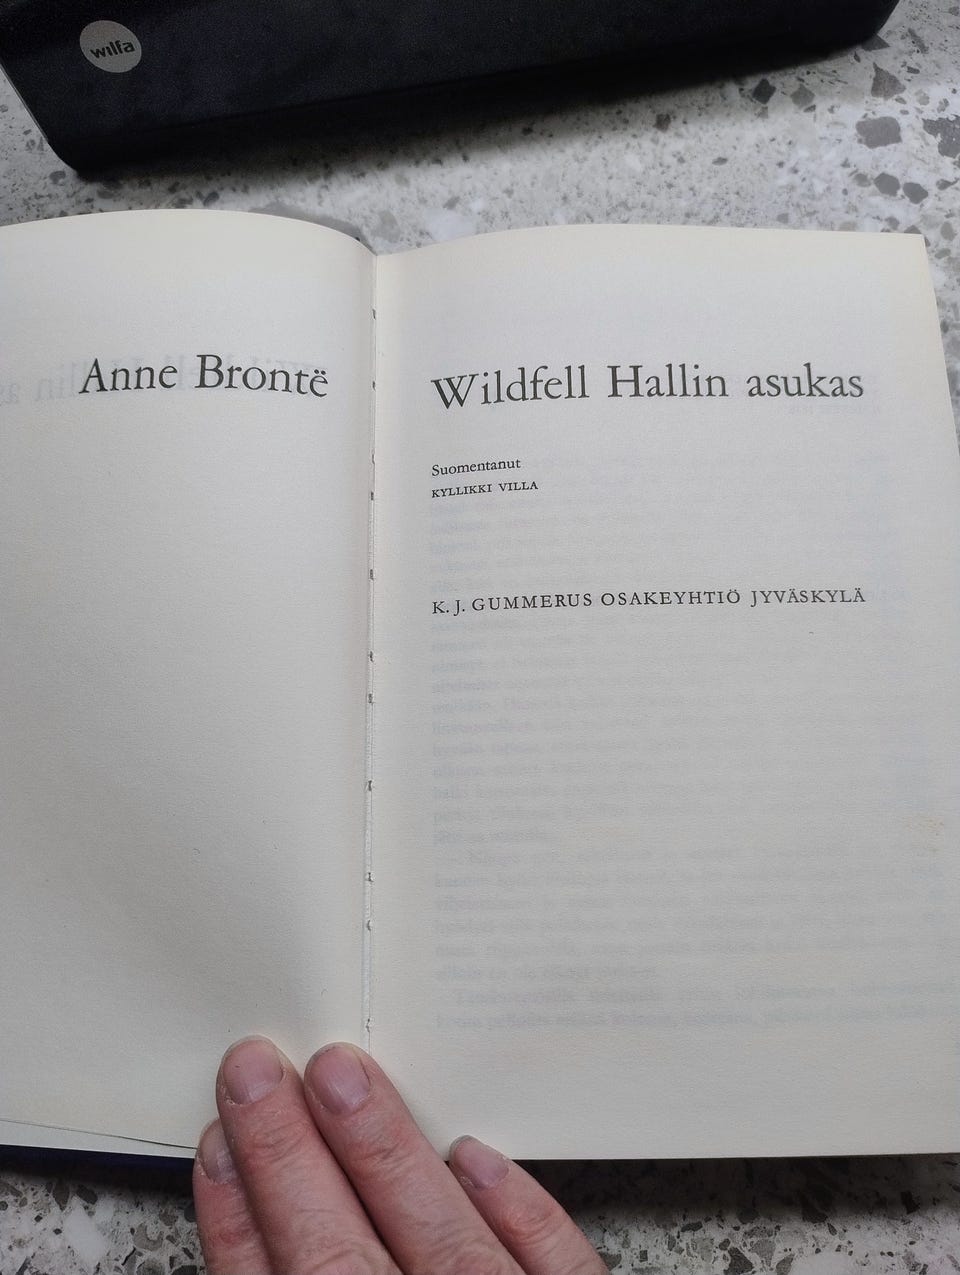 wilfa
Anne Brontë
Wildfell Hallin asukas
Suomentanut
KYLLIKKI VILLA
K. J. GUMMERUS OSAKEYHTIÖ JYVÄSKYLÄ